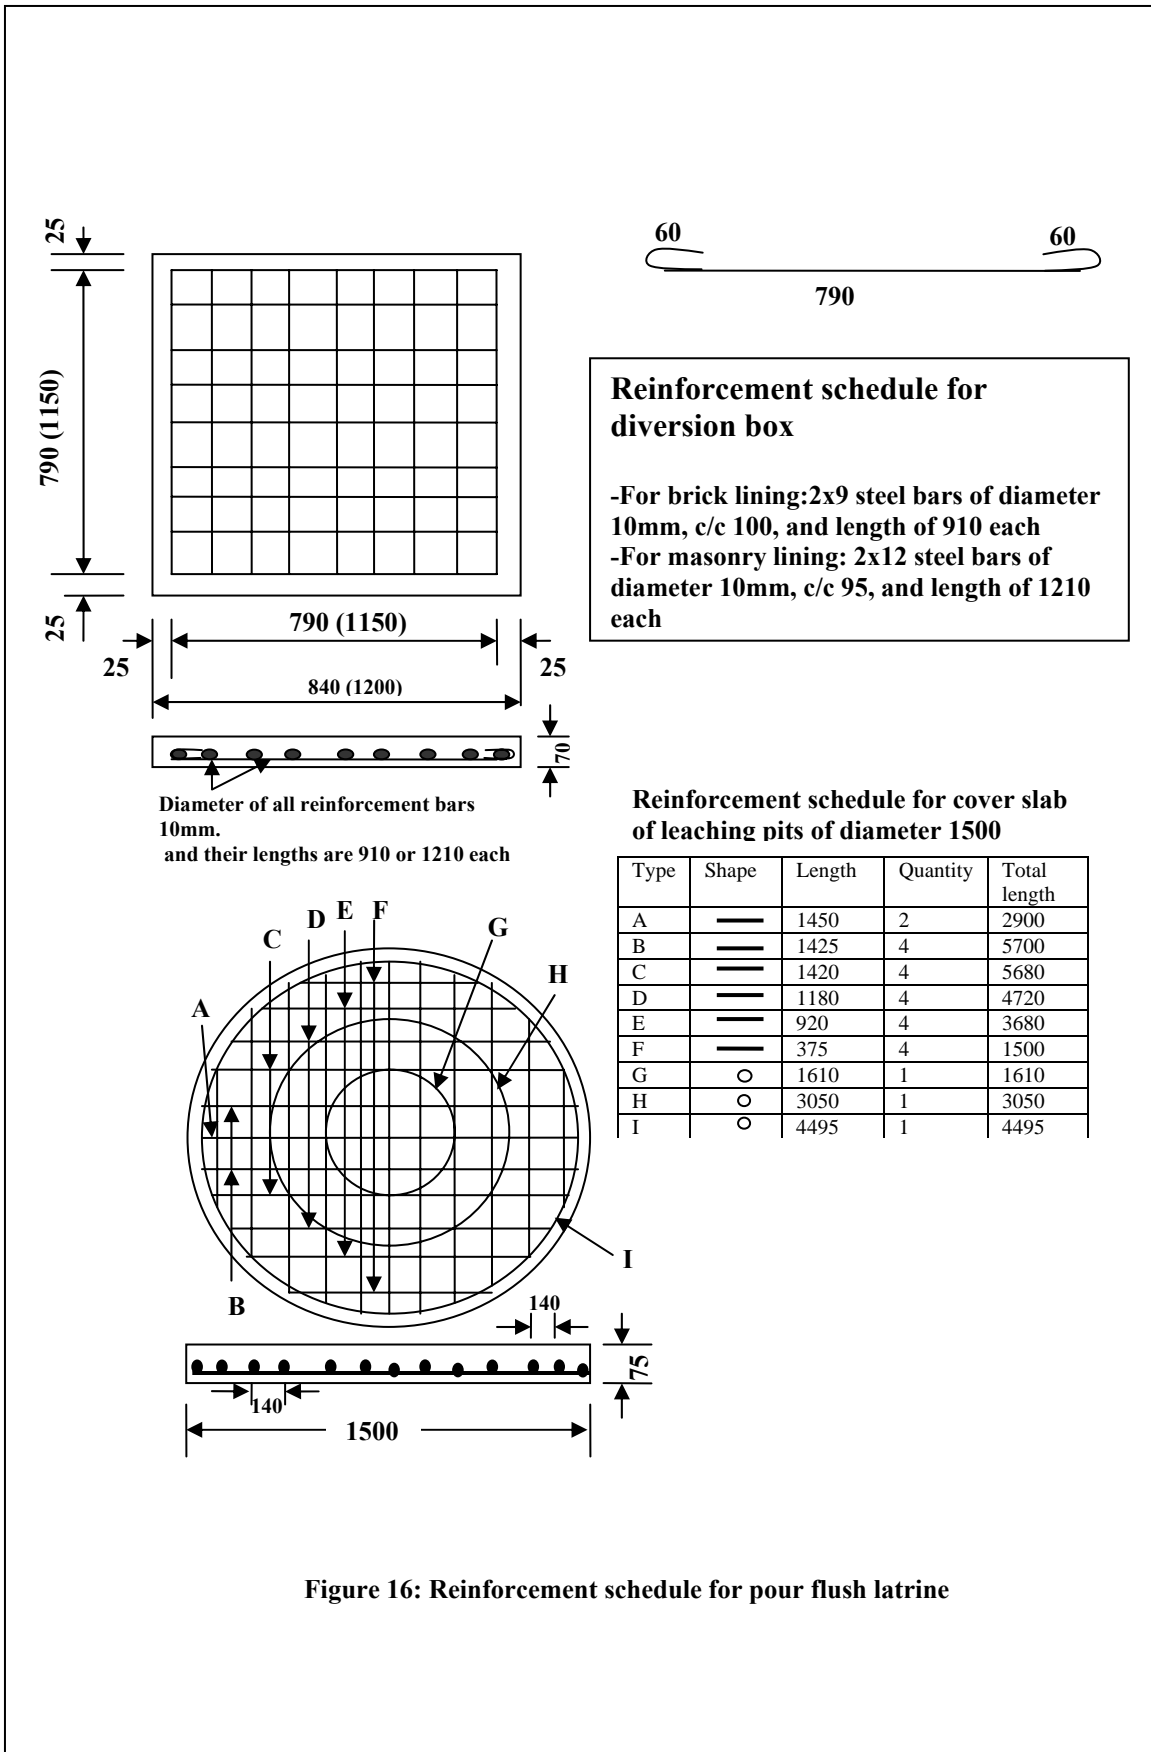 25
790 (1150)
25
25
790 (1150)
25
840 (1200)
70
Diameter of all reinforcement bars
10mm.
and their lengths are 910 or 1210 each
60
60
790
Reinforcement schedule for
diversion box
-For brick lining:2x9 steel bars of diameter
10mm, c/c 100, and length of 910 each
-For masonry lining: 2x12 steel bars of
diameter 10mm, c/c 95, and length of 1210
each
Reinforcement schedule for cover slab
of leaching pits of diameter 1500
Type Shape Length Quantity Total
length
A 1450 2 2900
B 1425 4 5700
C 1420 4 5680
D 1180 4 4720
E 920 4 3680
F 375 4 1500
G 1610 1 1610
H 3050 1 3050
I 4495 1 4495
A
C
D
E
F
G
H
I
B
140
75
140
1500
Figure 16: Reinforcement schedule for pour flush latrine